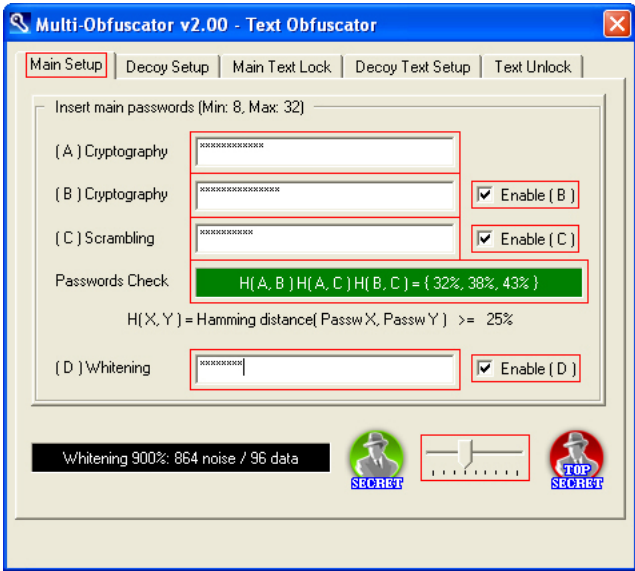 Multi-Obfuscator v2.00 - Text Obfuscator
Main Setup Decoy Setup Main Text Lock Decoy Text Setup Text Unlock
Insert main passwords (Min: 8, Max: 32)
( A ) Cryptography ************
( B ) Cryptography *************** Enable ( B )
( C ) Scrambling ********** Enable ( C )
Passwords Check H( A, B ) H( A, C ) H( B, C ) = { 32%, 38%, 43% }
H( X, Y ) = Hamming distance( Passw X, Passw Y ) >= 25%
( D ) Whitening ******** Enable ( D )
Whitening 900%: 864 noise / 96 data
SECRET
TOP
SECRET